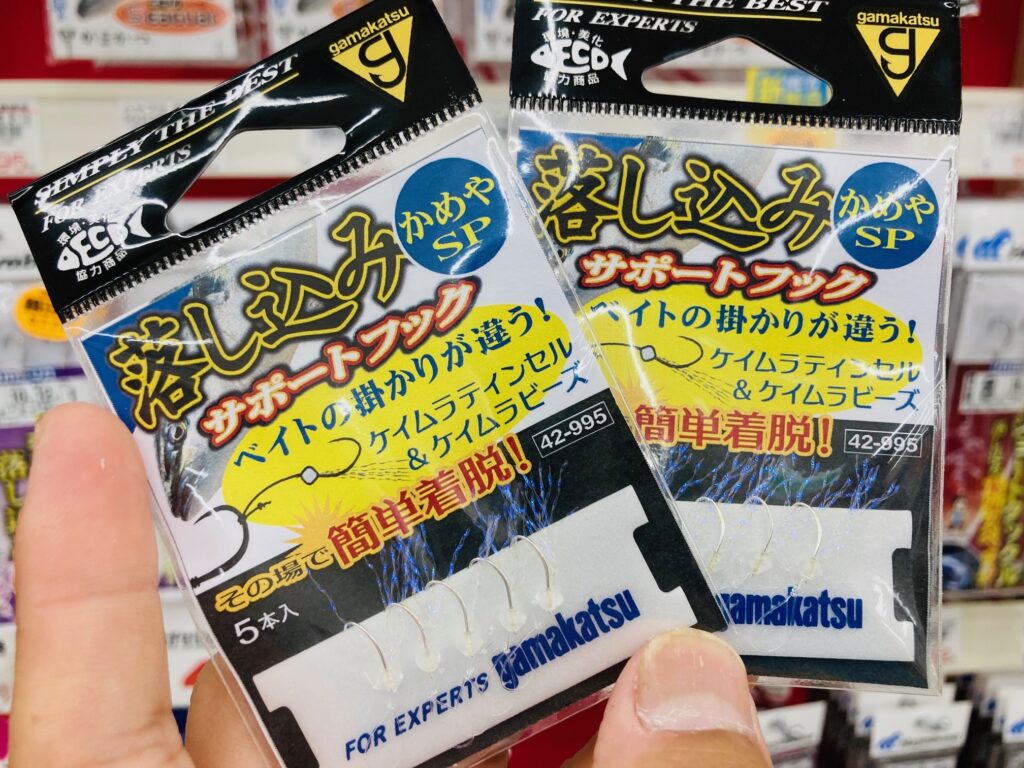 SIMPLY THE BEST
FOR EXPERTS
gamakatsu
g
環境・美化
ECO
協力商品
かめや
SP
落し込み
サポートフック
ベイトの掛かりが違う!
ケイムラティンセル
&ケイムラビーズ
42-995
その場で簡単着脱!
5本入
FOR EXPERTS gamakatsu
THE BEST
FOR EXPERTS
gamakatsu
g
環境・美化
ECO
協力商品
かめや
SP
落し込み
サポートフック
ベイトの掛かりが違う!
ケイムラティンセル
&ケイムラビーズ
簡単着脱!
42-995
gamakatsu